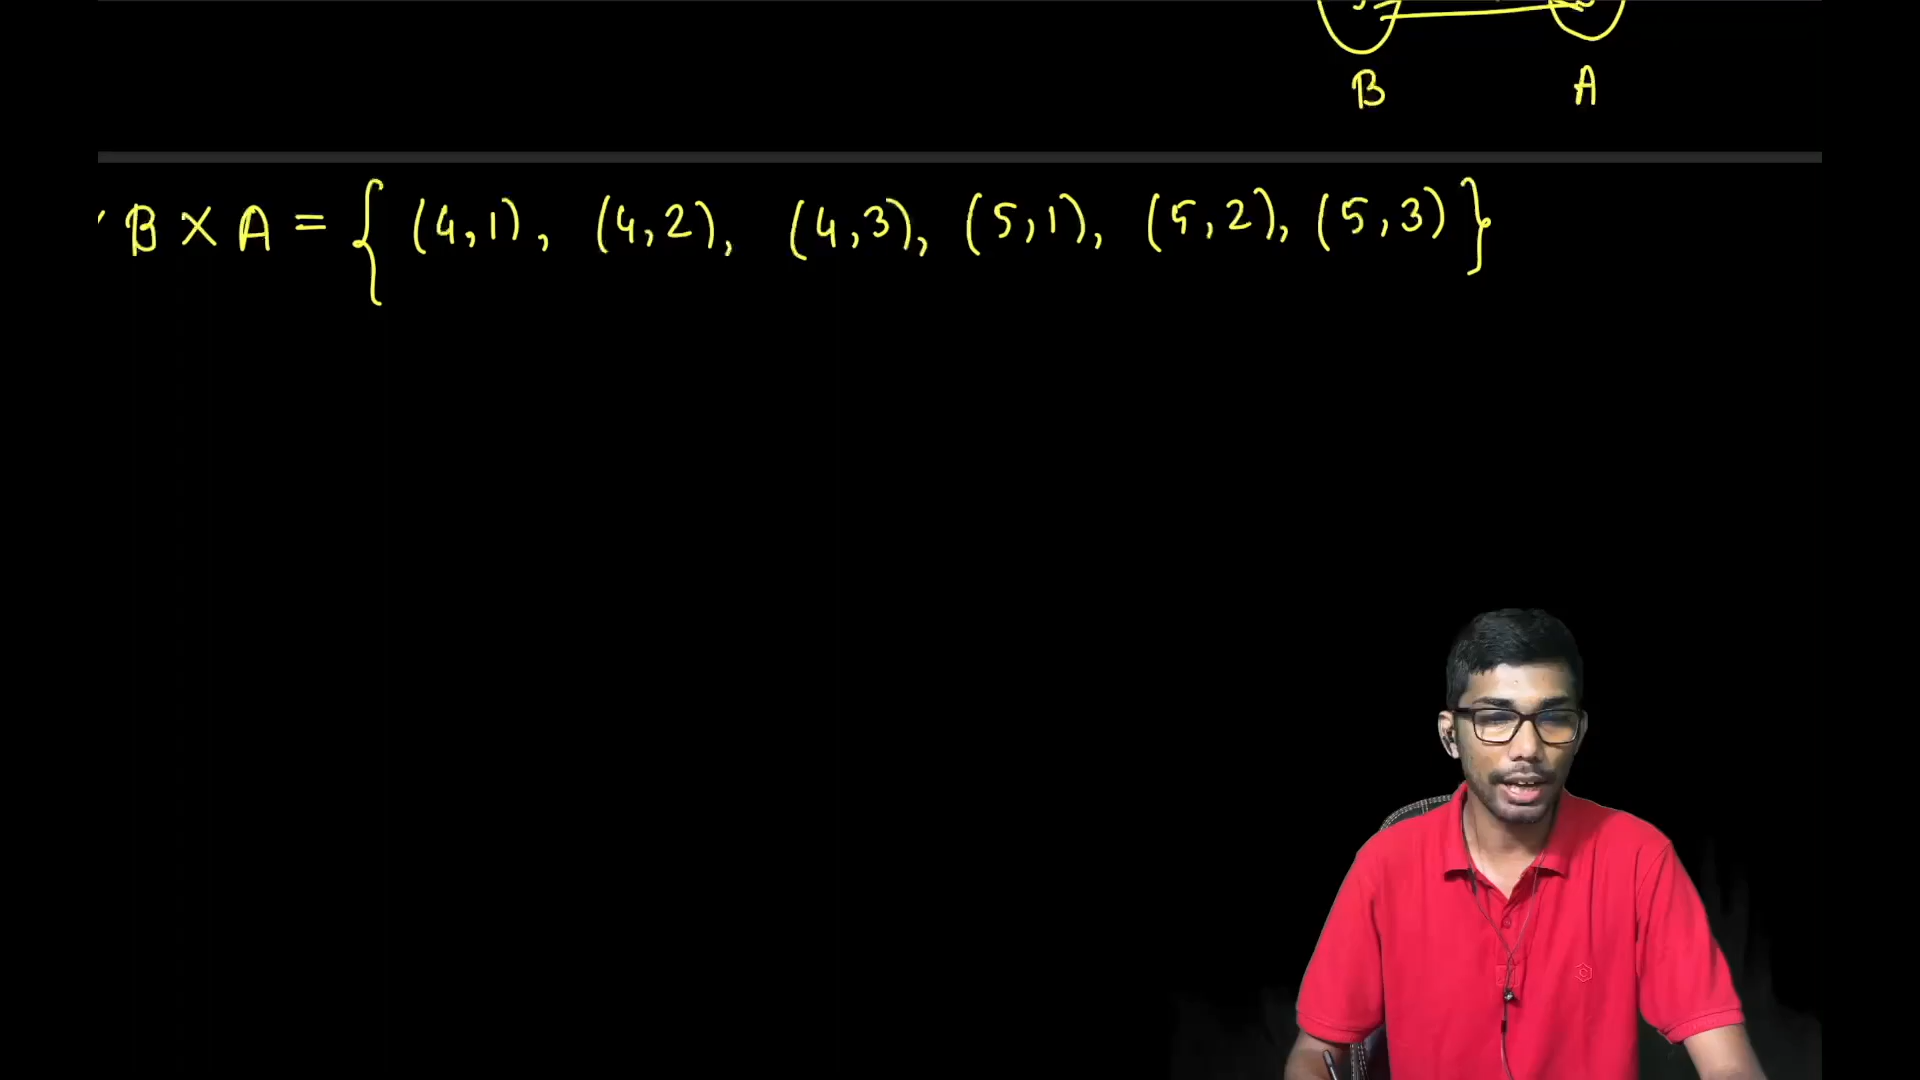 B A
B × A = { (4,1), (4,2), (4,3), (5,1), (5,2), (5,3) }